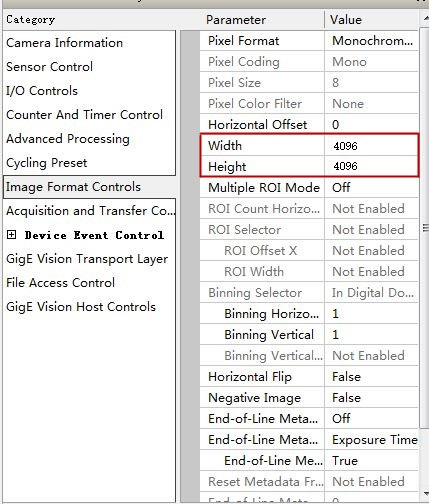 Category
Camera Information
Sensor Control
I/O Controls
Counter And Timer Control
Advanced Processing
Cycling Preset
Image Format Controls
Acquisition and Transfer Co...
Device Event Control
GigE Vision Transport Layer
File Access Control
GigE Vision Host Controls
Parameter Value
Pixel Format Monochrom...
Pixel Coding Mono
Pixel Size 8
Pixel Color Filter None
Horizontal Offset 0
Width 4096
Height 4096
Multiple ROI Mode Off
ROI Count Horizo... Not Enabled
ROI Selector Not Enabled
ROI Offset X Not Enabled
ROI Width Not Enabled
Binning Selector In Digital Do...
Binning Horizo... 1
Binning Vertical 1
Binning Vertical... Not Enabled
Horizontal Flip False
Negative Image False
End-of-Line Meta... Off
End-of-Line Meta... Exposure Time
End-of-Line Me... True
Reset Metadata Fr... Not Enabled